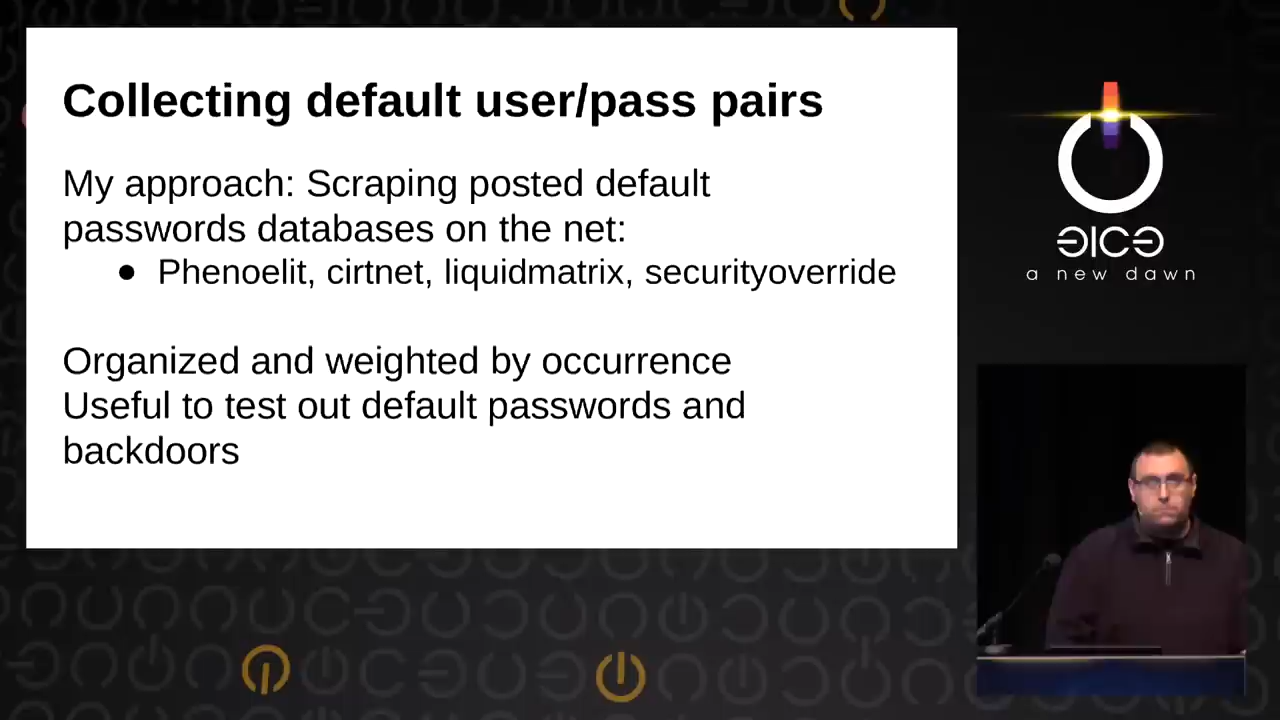 Collecting default user/pass pairs
My approach: Scraping posted default
passwords databases on the net:
● Phenoelit, cirtnet, liquidmatrix, securityoverride
Organized and weighted by occurrence
Useful to test out default passwords and
backdoors
a new dawn